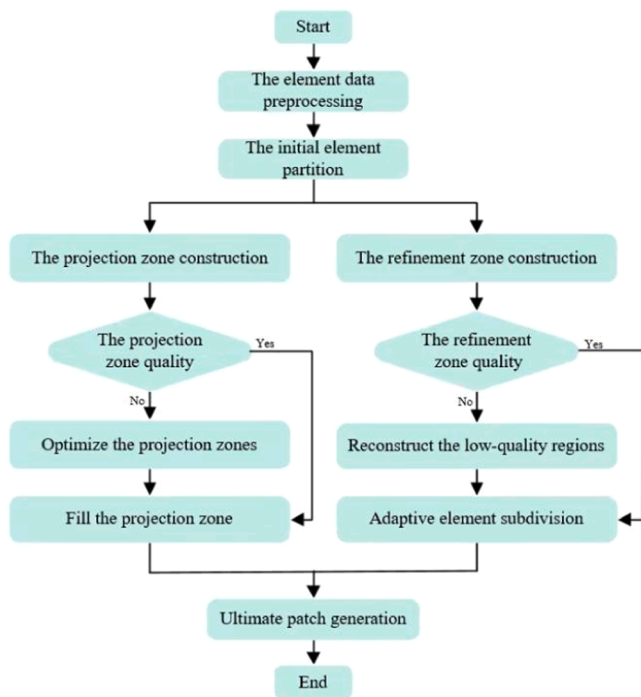 Start
The element data
preprocessing
The initial element
partition
The projection zone construction
The refinement zone construction
The projection
zone quality
Yes
The refinement
zone quality
Yes
No
No
Optimize the projection zones
Reconstruct the low-quality regions
Fill the projection zone
Adaptive element subdivision
Ultimate patch generation
End